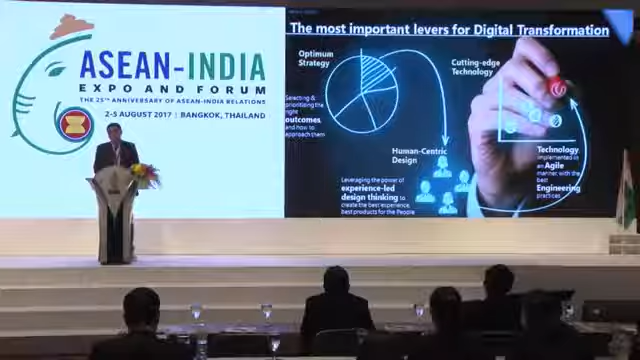 ASEAN-INDIA
EXPO AND FORUM
THE 25TH ANNIVERSARY OF ASEAN-INDIA RELATIONS
2-5 AUGUST 2017 | BANGKOK, THAILAND
The most important levers for Digital Transformation
Optimum
Strategy
Selecting &
prioritizing the
right
outcomes
and how to
approach them
Cutting-edge
Technology
Human-Centric
Design
Leveraging the power of
experience-led
design thinking to
create the best experience,
best products for the People
Technology
implemented in
an Agile
manner, with the
best
Engineering
practices